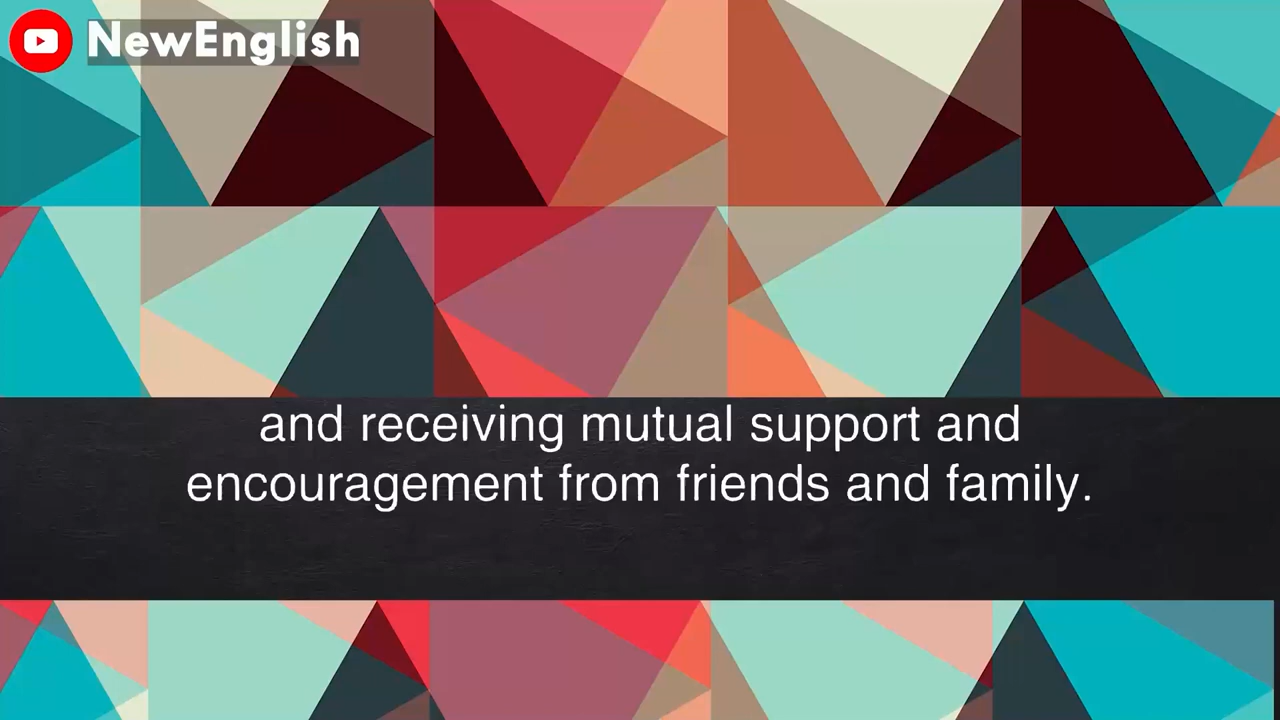 NewEnglish
and receiving mutual support and
encouragement from friends and family.